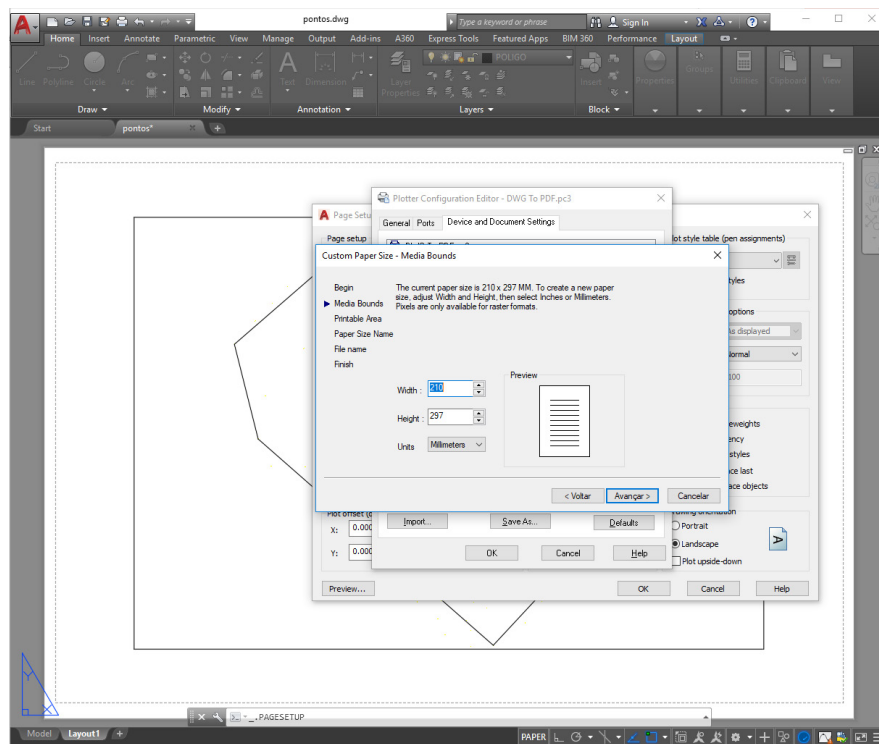 pontos.dwg
Type a keyword or phrase
Sign In
Home Insert Annotate Parametric View Manage Output Add-ins A360 Express Tools Featured Apps BIM 360 Performance Layout
POLIGO
Line Polyline Circle Arc Text Dimension Layer Properties Insert Properties Groups Utilities Clipboard View
Draw Modify Annotation Layers Block
Start pontos* +
Plotter Configuration Editor - DWG To PDF.pc3
Page Setu
General Ports Device and Document Settings
Page setup
lot style table (pen assignments)
Custom Paper Size - Media Bounds
tyles
Begin
Media Bounds
Printable Area
Paper Size Name
File name
Finish
The current paper size is 210 x 297 MM. To create a new paper
size, adjust Width and Height, then select Inches or Millimeters.
Pixels are only available for raster formats.
options
As displayed
Normal
100
Preview
Width : 210
Height : 297
Units Millimeters
eweights
ency
styles
ce last
ace objects
< Voltar Avançar > Cancelar
Plot offset (
X: 0.000
Y: 0.000
Import... Save As... Defaults
OK Cancel Help
Portrait
Landscape
Plot upside-down
A
Preview... OK Cancel Help
Y
X
-_.PAGESETUP
Model Layout1 +
PAPER